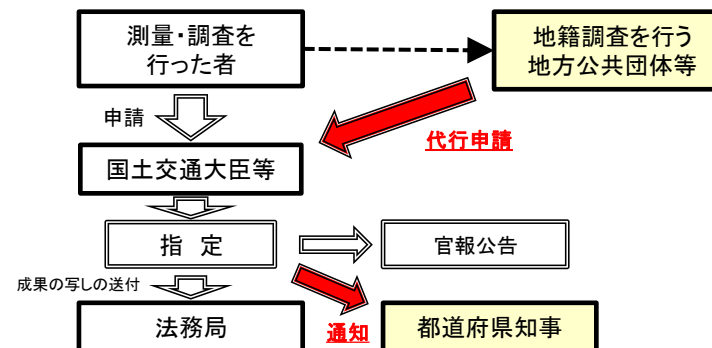 測量・調査を
行った者
地籍調査を行う
地方公共団体等
申請
代行申請
国土交通大臣等
指 定
官報公告
成果の写しの送付
法務局
通知
都道府県知事